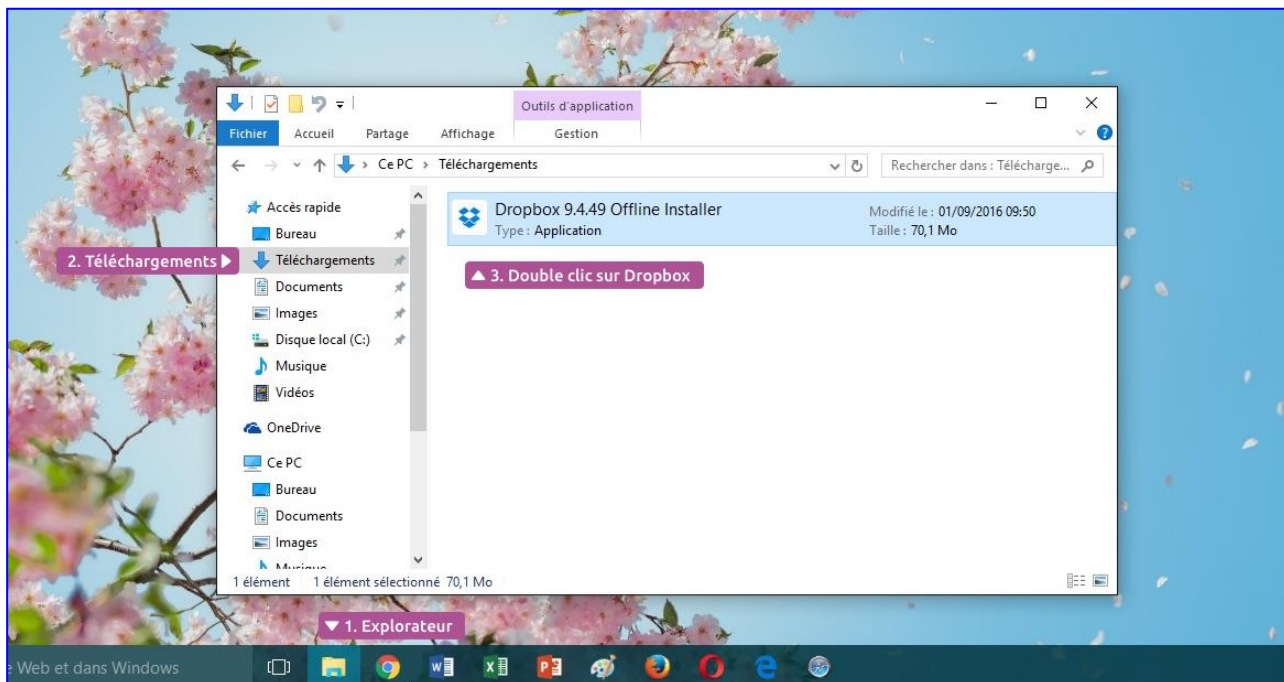 Outils d'application
Fichier Accueil Partage Affichage Gestion
Ce PC Téléchargements
Rechercher dans : Télécharge...
Accès rapide
Bureau
Téléchargements
Documents
Images
Disque local (C:)
Musique
Vidéos
OneDrive
Ce PC
Bureau
Documents
Images
Musique
Dropbox 9.4.49 Offline Installer
Type : Application
Modifié le : 01/09/2016 09:50
Taille : 70,1 Mo
2. Téléchargements
3. Double clic sur Dropbox
1 élément 1 élément sélectionné 70,1 Mo
1. Explorateur
Web et dans Windows